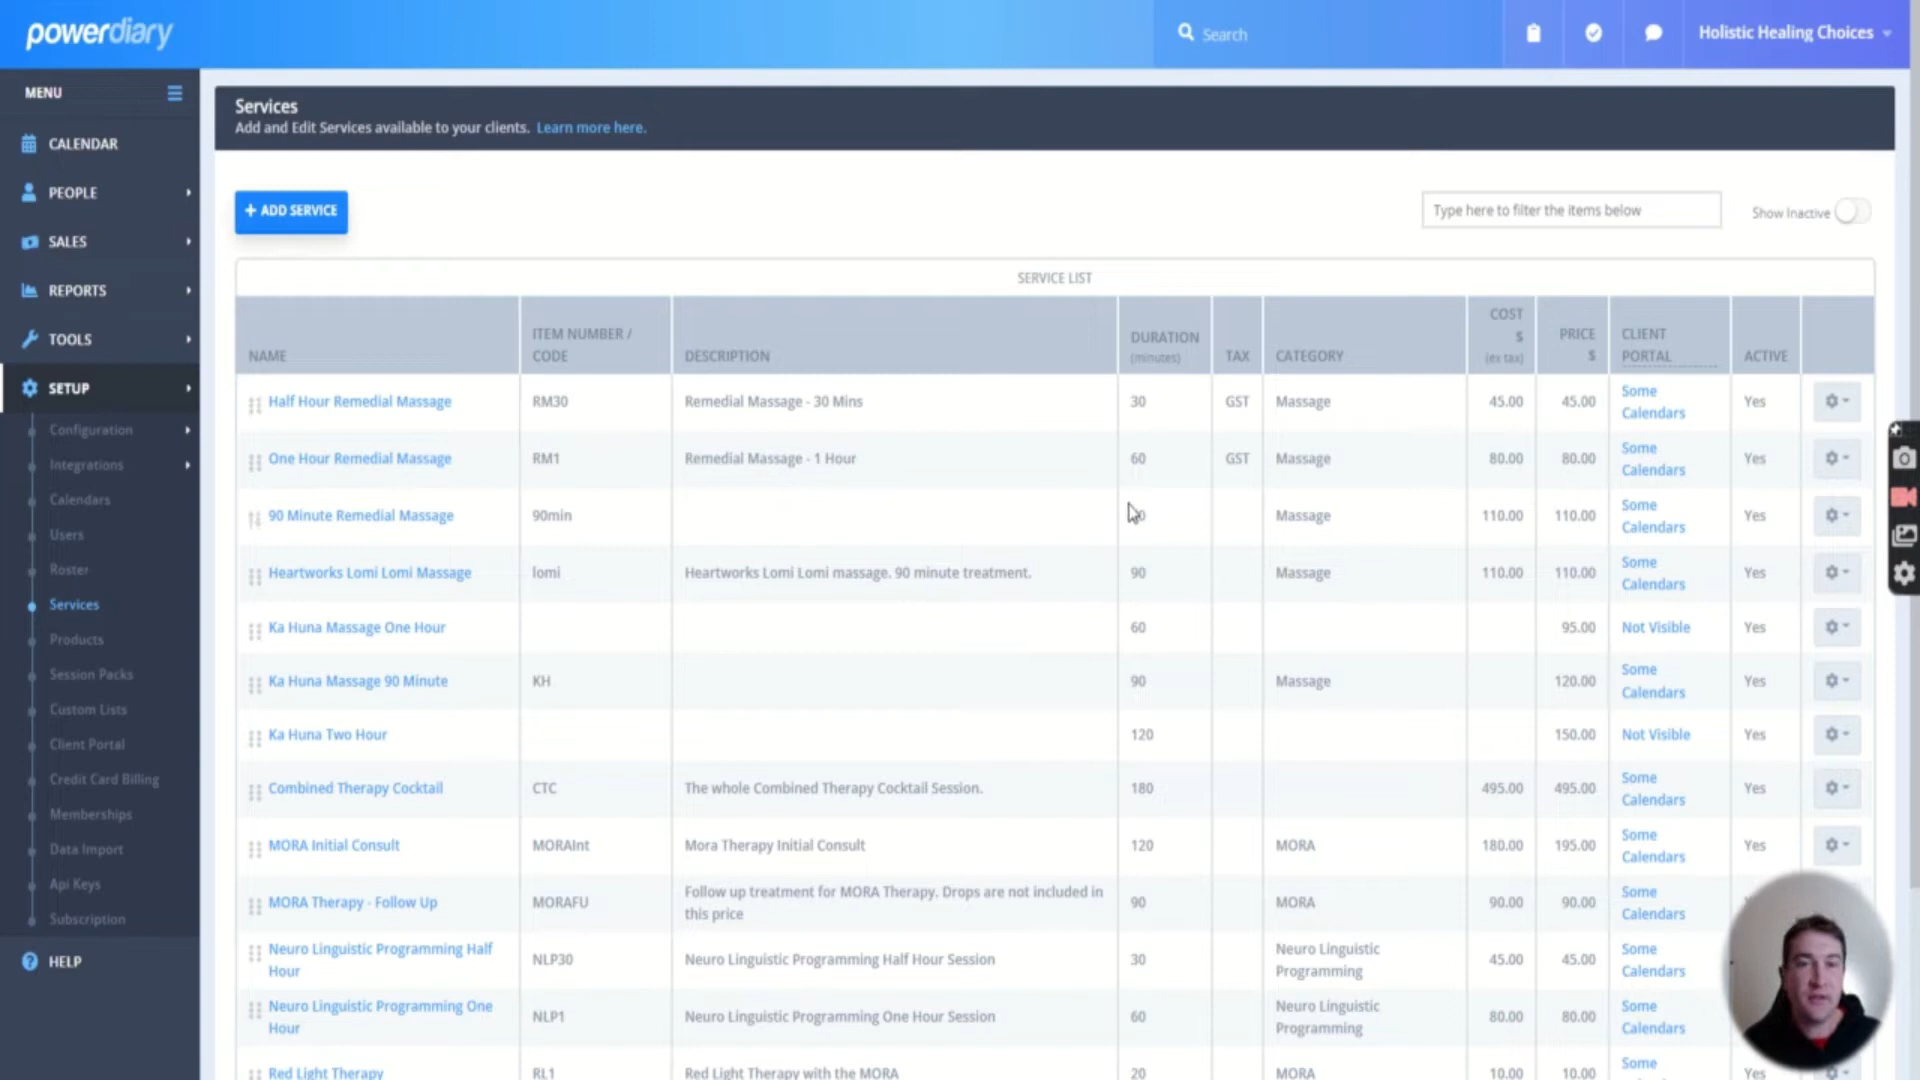 powerdiary
Search
Holistic Healing Choices
MENU
CALENDAR
PEOPLE
SALES
REPORTS
TOOLS
SETUP
Configuration
Integrations
Calendars
Users
Roster
Services
Products
Session Packs
Custom Lists
Client Portal
Credit Card Billing
Memberships
Data Import
Api Keys
Subscription
HELP
Services
Add and Edit Services available to your clients. Learn more here.
+ ADD SERVICE
Type here to filter the items below
Show Inactive
SERVICE LIST
NAME
ITEM NUMBER /
CODE
DESCRIPTION
DURATION
(minutes)
TAX
CATEGORY
COST
$
(ex tax)
PRICE
$
CLIENT
PORTAL
ACTIVE
Half Hour Remedial Massage RM30 Remedial Massage - 30 Mins 30 GST Massage 45.00 45.00 Some
Calendars Yes
One Hour Remedial Massage RM1 Remedial Massage - 1 Hour 60 GST Massage 80.00 80.00 Some
Calendars Yes
90 Minute Remedial Massage 90min Massage 110.00 110.00 Some
Calendars Yes
Heartworks Lomi Lomi Massage lomi Heartworks Lomi Lomi massage. 90 minute treatment. 90 Massage 110.00 110.00 Some
Calendars Yes
Ka Huna Massage One Hour 60 95.00 Not Visible Yes
Ka Huna Massage 90 Minute KH 90 Massage 120.00 Some
Calendars Yes
Ka Huna Two Hour 120 150.00 Not Visible Yes
Combined Therapy Cocktail CTC The whole Combined Therapy Cocktail Session. 180 495.00 495.00 Some
Calendars Yes
MORA Initial Consult MORAInt Mora Therapy Initial Consult 120 MORA 180.00 195.00 Some
Calendars Yes
MORA Therapy - Follow Up MORAFU Follow up treatment for MORA Therapy. Drops are not included in
this price 90 MORA 90.00 90.00 Some
Calendars
Neuro Linguistic Programming Half
Hour NLP30 Neuro Linguistic Programming Half Hour Session 30 Neuro Linguistic
Programming 45.00 45.00 Some
Calendars
Neuro Linguistic Programming One
Hour NLP1 Neuro Linguistic Programming One Hour Session 60 Neuro Linguistic
Programming 80.00 80.00 Some
Calendars
Red Light Therapy RL1 Red Light Therapy with the MORA 20 MORA 10.00 10.00 Some
Yes